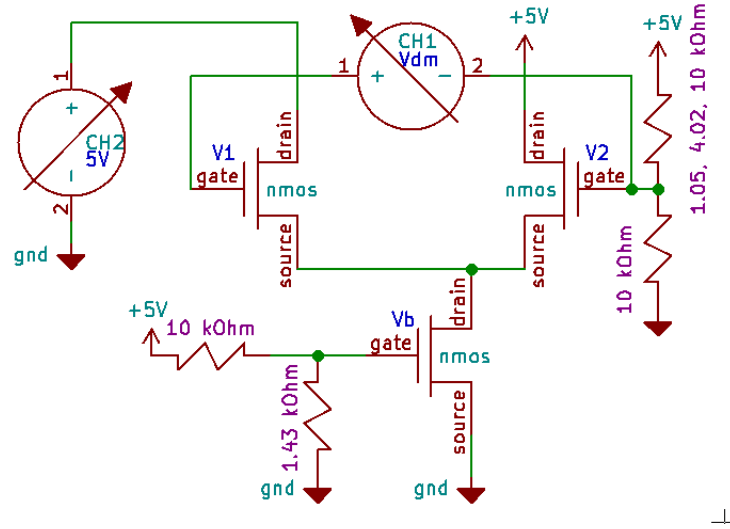 +5V
+5V
CH1
Vdm
1
+
−
2
1
+
CH2
5V
−
2
gnd
V1
gate
drain
nmos
source
V2
gate
drain
nmos
source
1.05, 4.02, 10 kOhm
10 kOhm
+5V
10 kOhm
1.43 kOhm
gnd
Vb
gate
drain
nmos
source
gnd